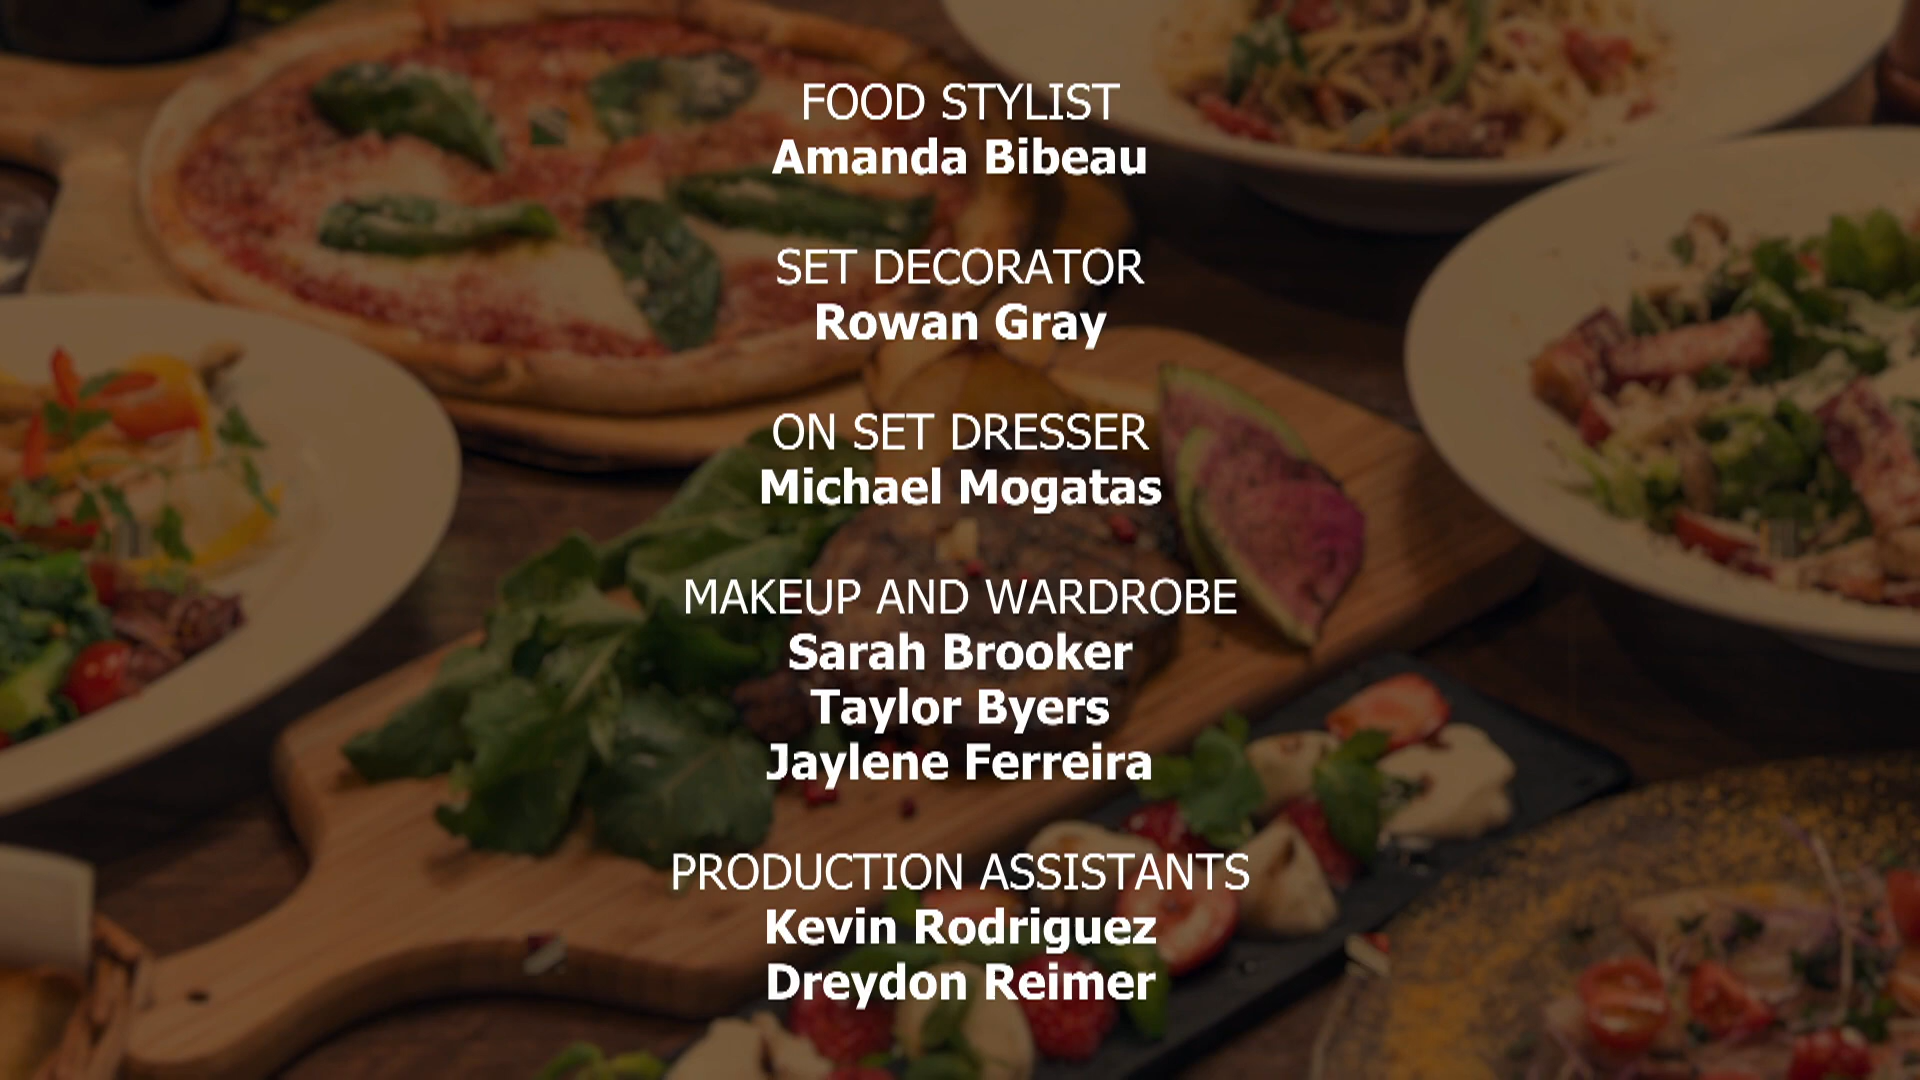 FOOD STYLIST
Amanda Bibeau
SET DECORATOR
Rowan Gray
ON SET DRESSER
Michael Mogatas
MAKEUP AND WARDROBE
Sarah Brooker
Taylor Byers
Jaylene Ferreira
PRODUCTION ASSISTANTS
Kevin Rodriguez
Dreydon Reimer